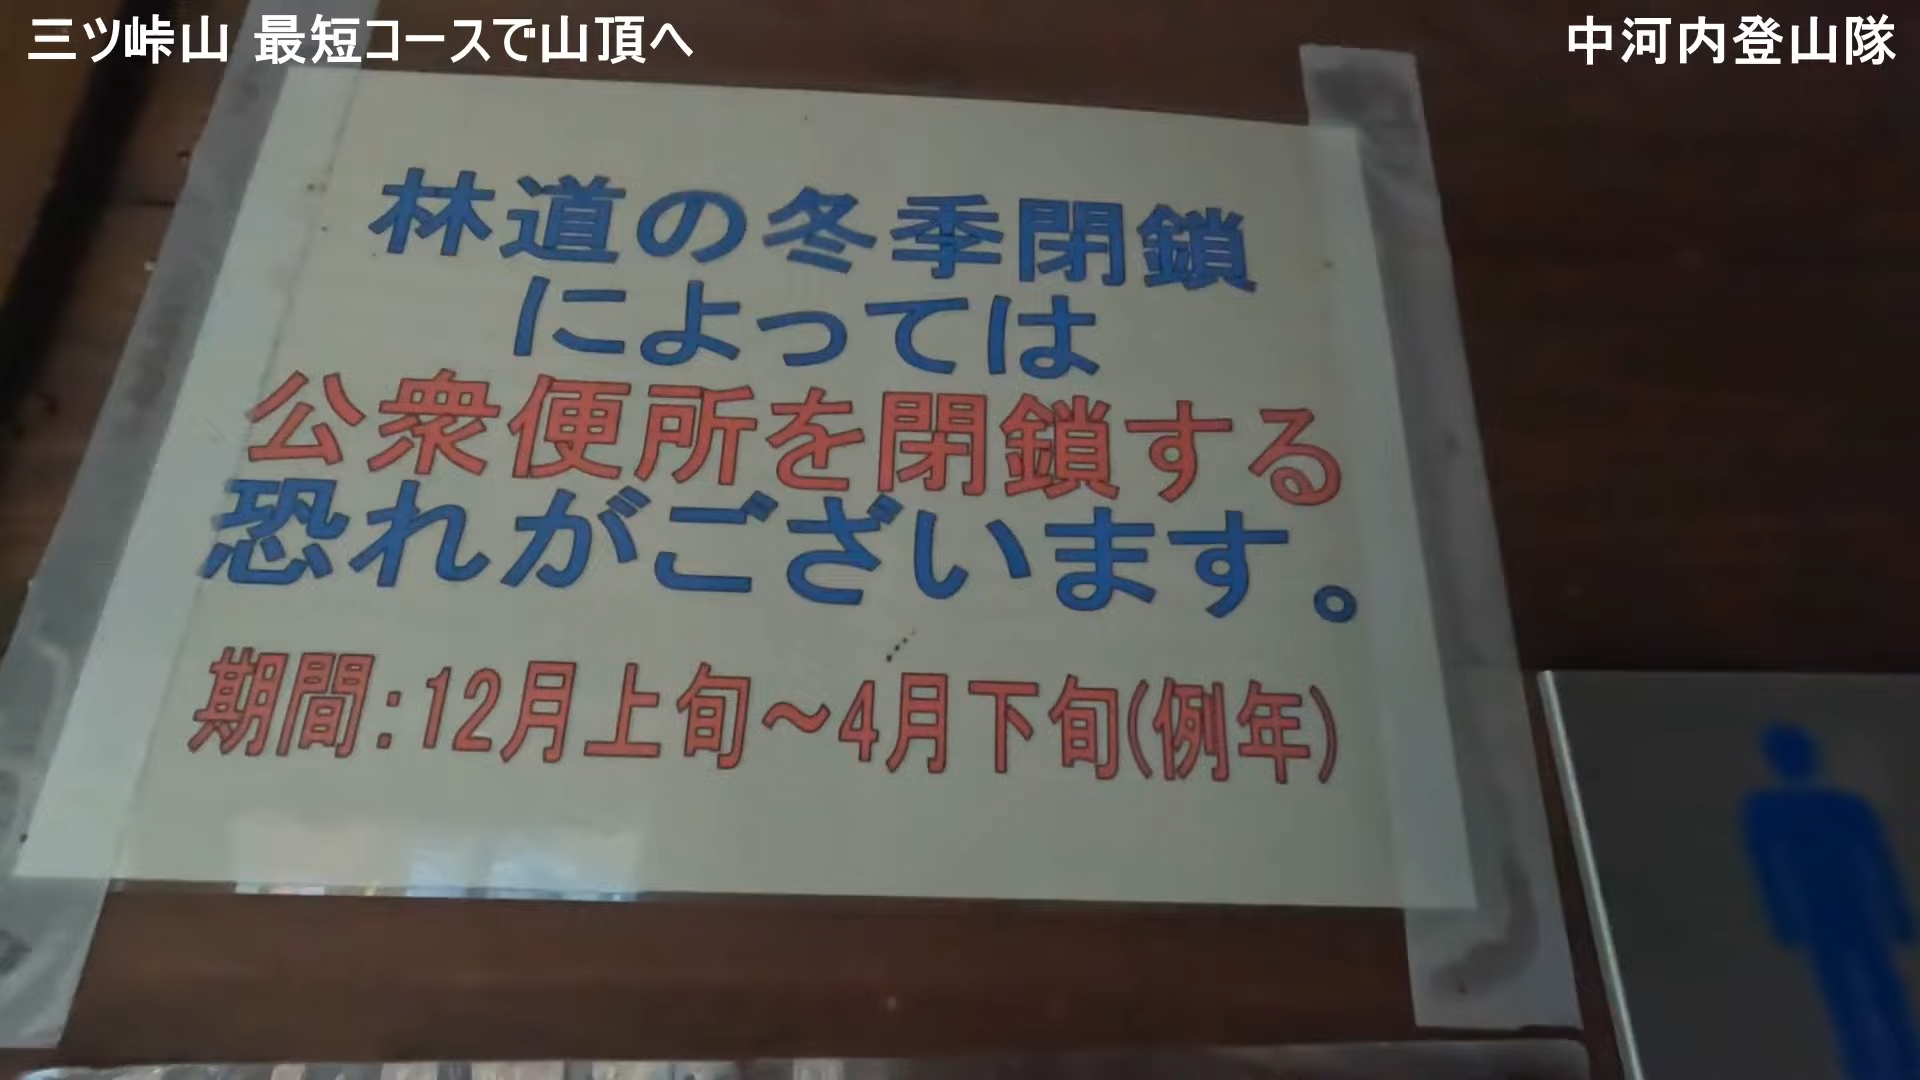 三ツ峠山 最短コースで山頂へ
中河内登山隊
林道の冬季閉鎖
によっては
公衆便所を閉鎖する
恐れがございます。
期間:12月上旬～4月下旬(例年)